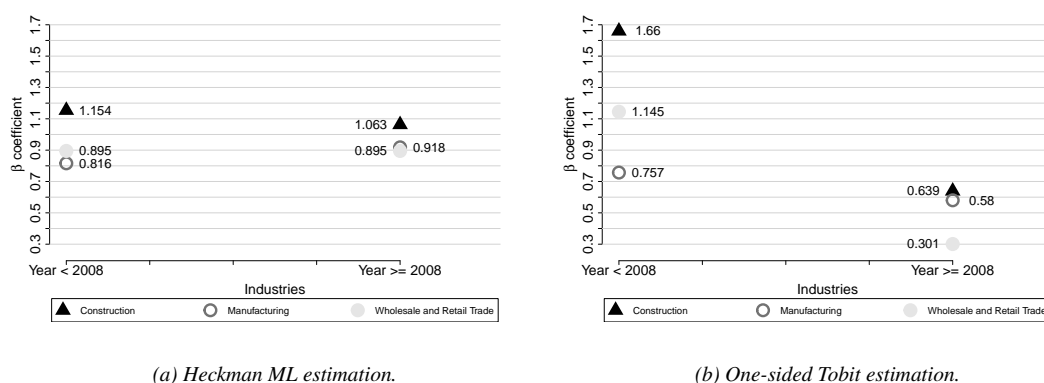 1.7
1.5
1.3
1.1
0.9
0.7
0.5
0.3
β coefficient
1.154
0.895
0.816
1.063
0.918
0.895
Year < 2008
Year >= 2008
Industries
Construction
Manufacturing
Wholesale and Retail Trade
(a) Heckman ML estimation.
1.7
1.5
1.3
1.1
0.9
0.7
0.5
0.3
β coefficient
1.66
1.145
0.757
0.639
0.58
0.301
Year < 2008
Year >= 2008
Industries
Construction
Manufacturing
Wholesale and Retail Trade
(b) One-sided Tobit estimation.